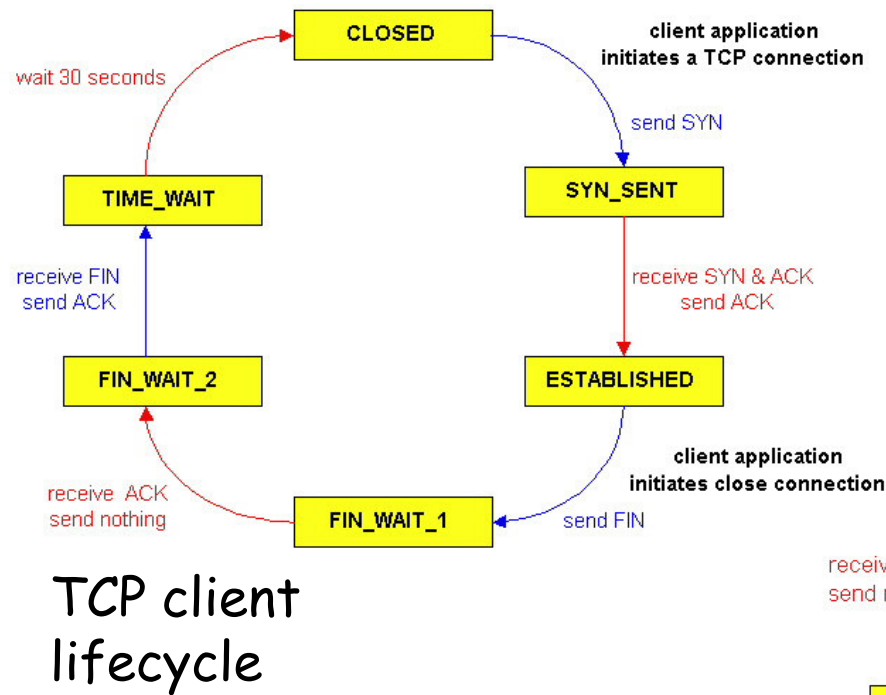 CLOSED
client application
initiates a TCP connection
wait 30 seconds
send SYN
TIME_WAIT
SYN_SENT
receive FIN
send ACK
receive SYN & ACK
send ACK
FIN_WAIT_2
ESTABLISHED
client application
initiates close connection
receive ACK
send nothing
FIN_WAIT_1
send FIN
TCP client
lifecycle
receiv
send